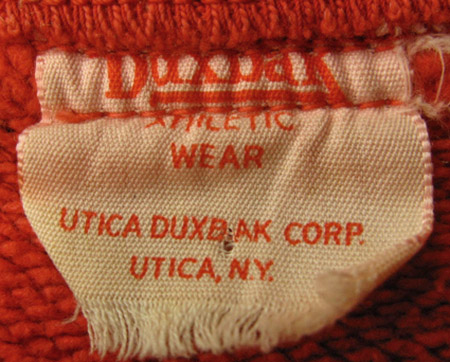 Duxbak
ATHLETIC
WEAR
UTICA DUXBAK CORP.
UTICA, N.Y.